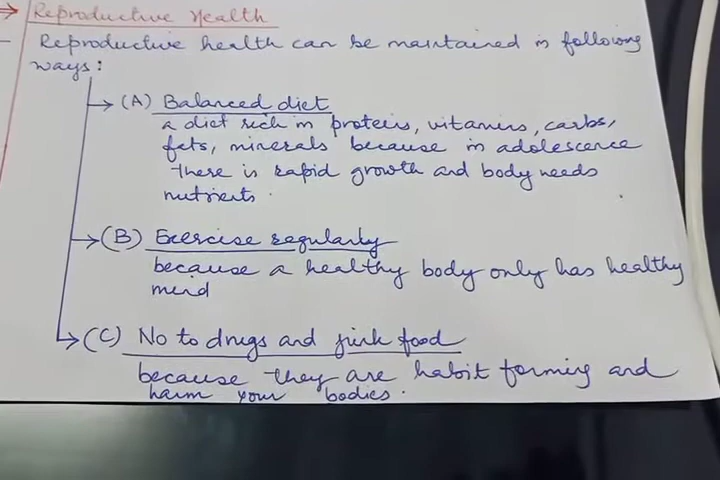 Reproductive Health
Reproductive health can be maintained in following
ways:
(A) Balanced diet
a diet rich in proteins, vitamins, carbs,
fats, minerals because in adolescence
there is rapid growth and body needs
nutrients.
(B) Exercise regularly
because a healthy body only has healthy
mind
(C) No to drugs and junk food
because they are habit forming and
harm your bodies.